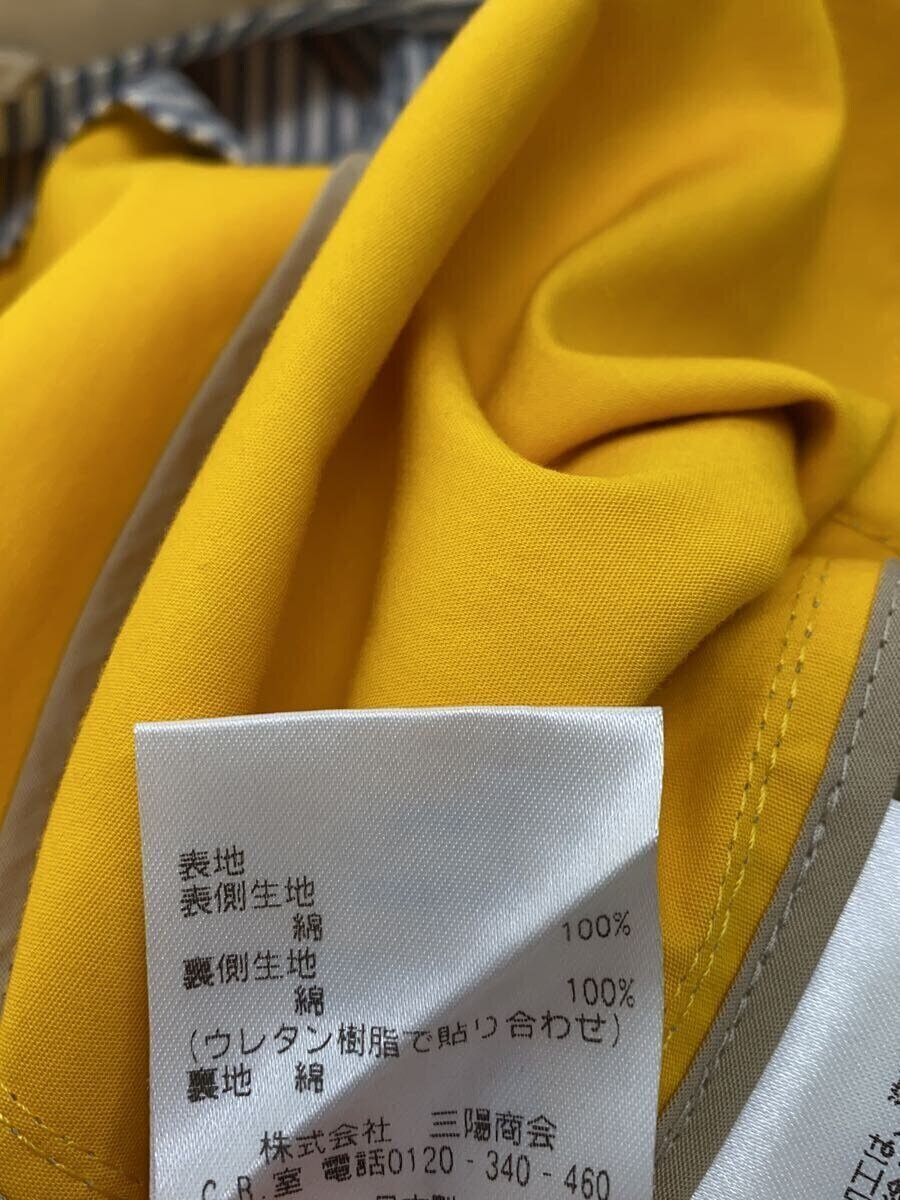 表地
表側生地
綿 100%
裏側生地
綿 100%
(ウレタン樹脂で貼り合わせ)
裏地 綿
株式会社 三陽商会
C.R.室 電話0120-340-460